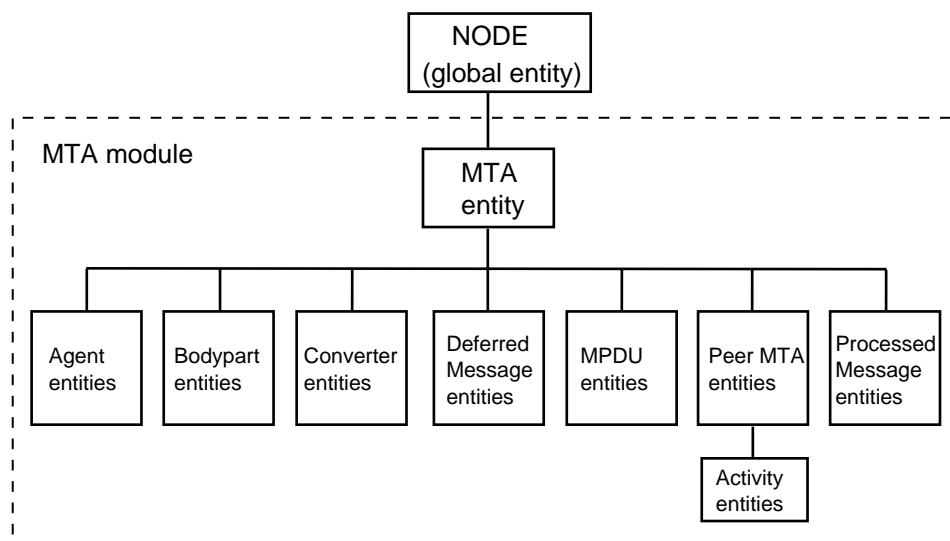 NODE
(global entity)
MTA module
MTA
entity
Agent
entities
Bodypart
entities
Converter
entities
Deferred
Message
entities
MPDU
entities
Peer MTA
entities
Processed
Message
entities
Activity
entities